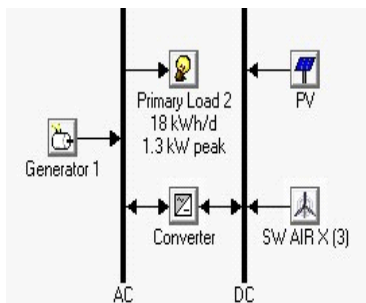 Primary Load 2
18 kWh/d
1.3 kW peak
PV
Generator 1
Converter
SW AIR X (3)
AC
DC